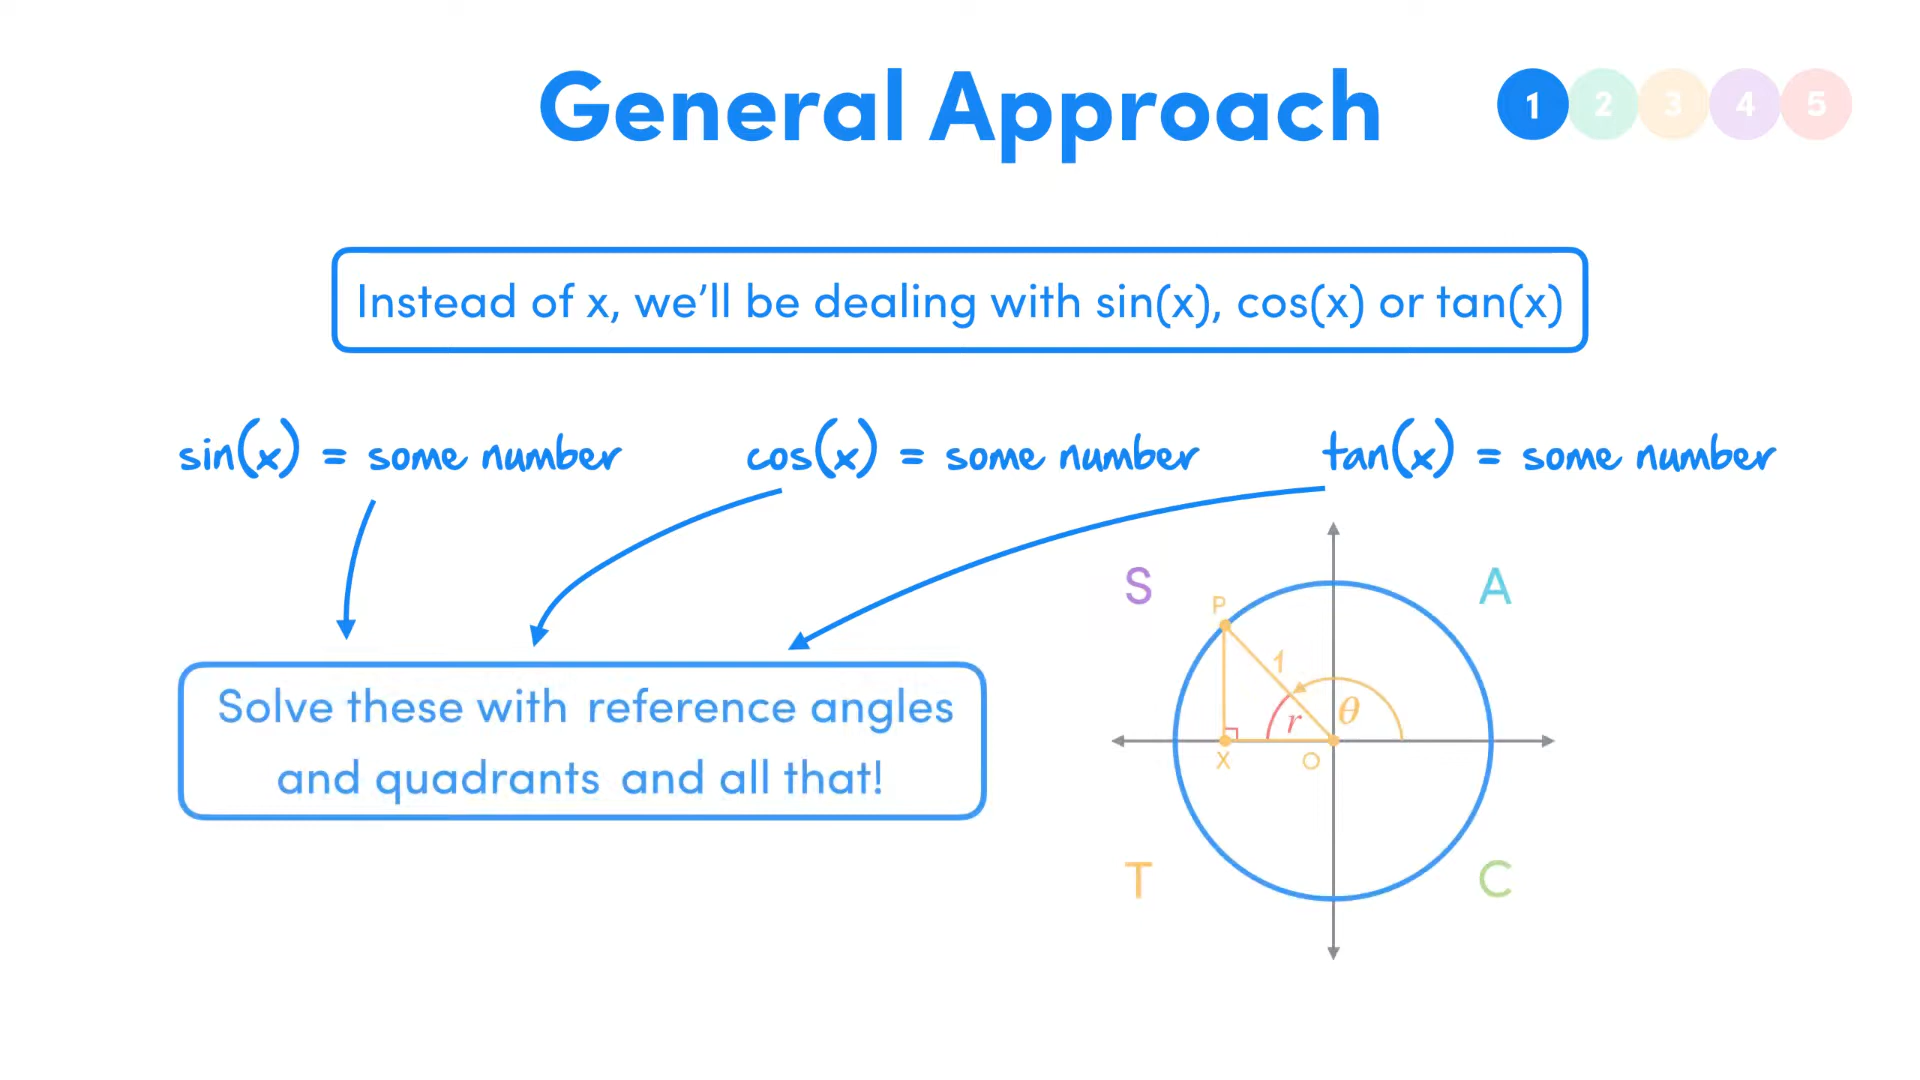 General Approach
1 2 3 4 5
Instead of x, we'll be dealing with sin(x), cos(x) or tan(x)
sin(x) = some number
cos(x) = some number
tan(x) = some number
Solve these with reference angles
and quadrants and all that!
S
A
P
1
r
θ
X
O
T
C